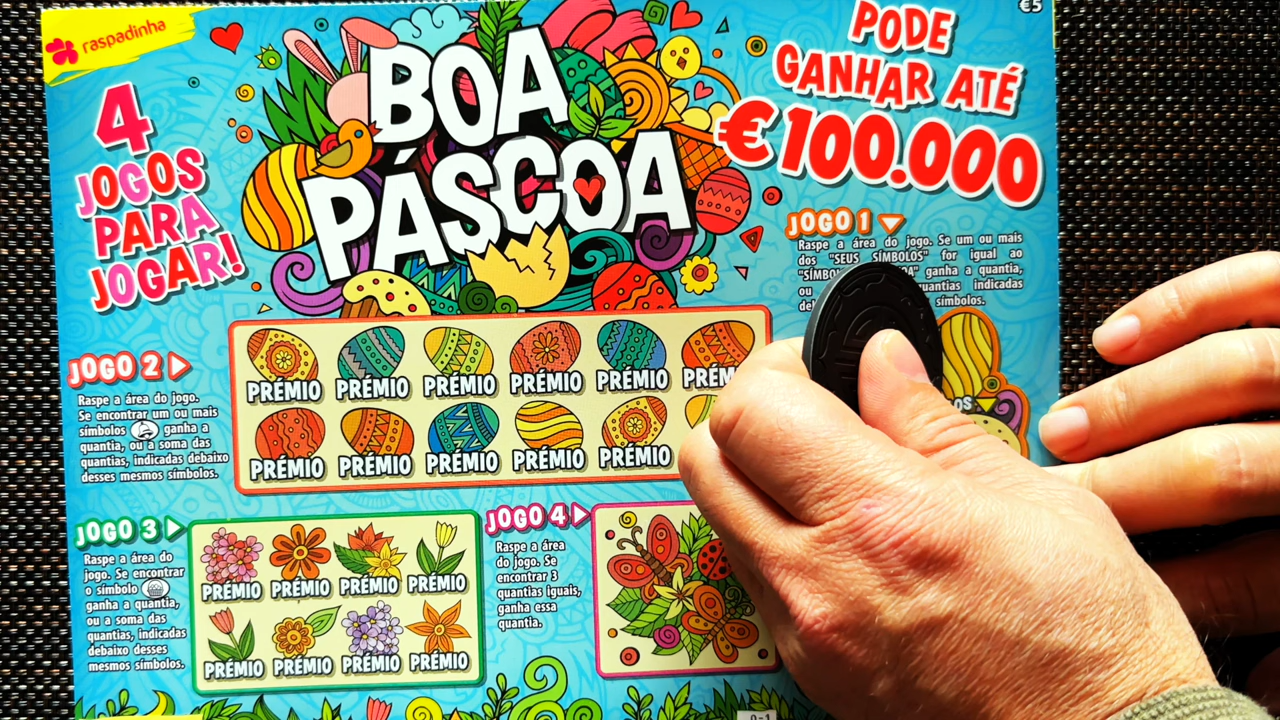 raspadinha
€5
4
JOGOS
PARA
JOGAR!
BOA
PÁSCOA
PODE
GANHAR ATÉ
€100.000
JOGO 1
Raspe a área do jogo. Se um ou mais
dos "SEUS SÍMBOLOS" for igual ao
ganha a quantia,
ou quantias indicadas
símbolos.
JOGO 2
Raspe a área do jogo.
Se encontrar um ou mais
símbolos ganha a
quantia, ou a soma das
quantias, indicadas debaixo
desses mesmos símbolos.
PRÉMIO PRÉMIO PRÉMIO PRÉMIO PRÉMIO
PRÉMIO PRÉMIO PRÉMIO PRÉMIO PRÉMIO
JOGO 3
Raspe a área do
jogo. Se encontrar
o símbolo
ganha a quantia,
ou a soma das
quantias, indicadas
debaixo desses
mesmos símbolos.
PRÉMIO PRÉMIO PRÉMIO PRÉMIO
PRÉMIO PRÉMIO PRÉMIO PRÉMIO
JOGO 4
Raspe a área
do jogo. Se
encontrar 3
quantias iguais,
ganha essa
quantia.